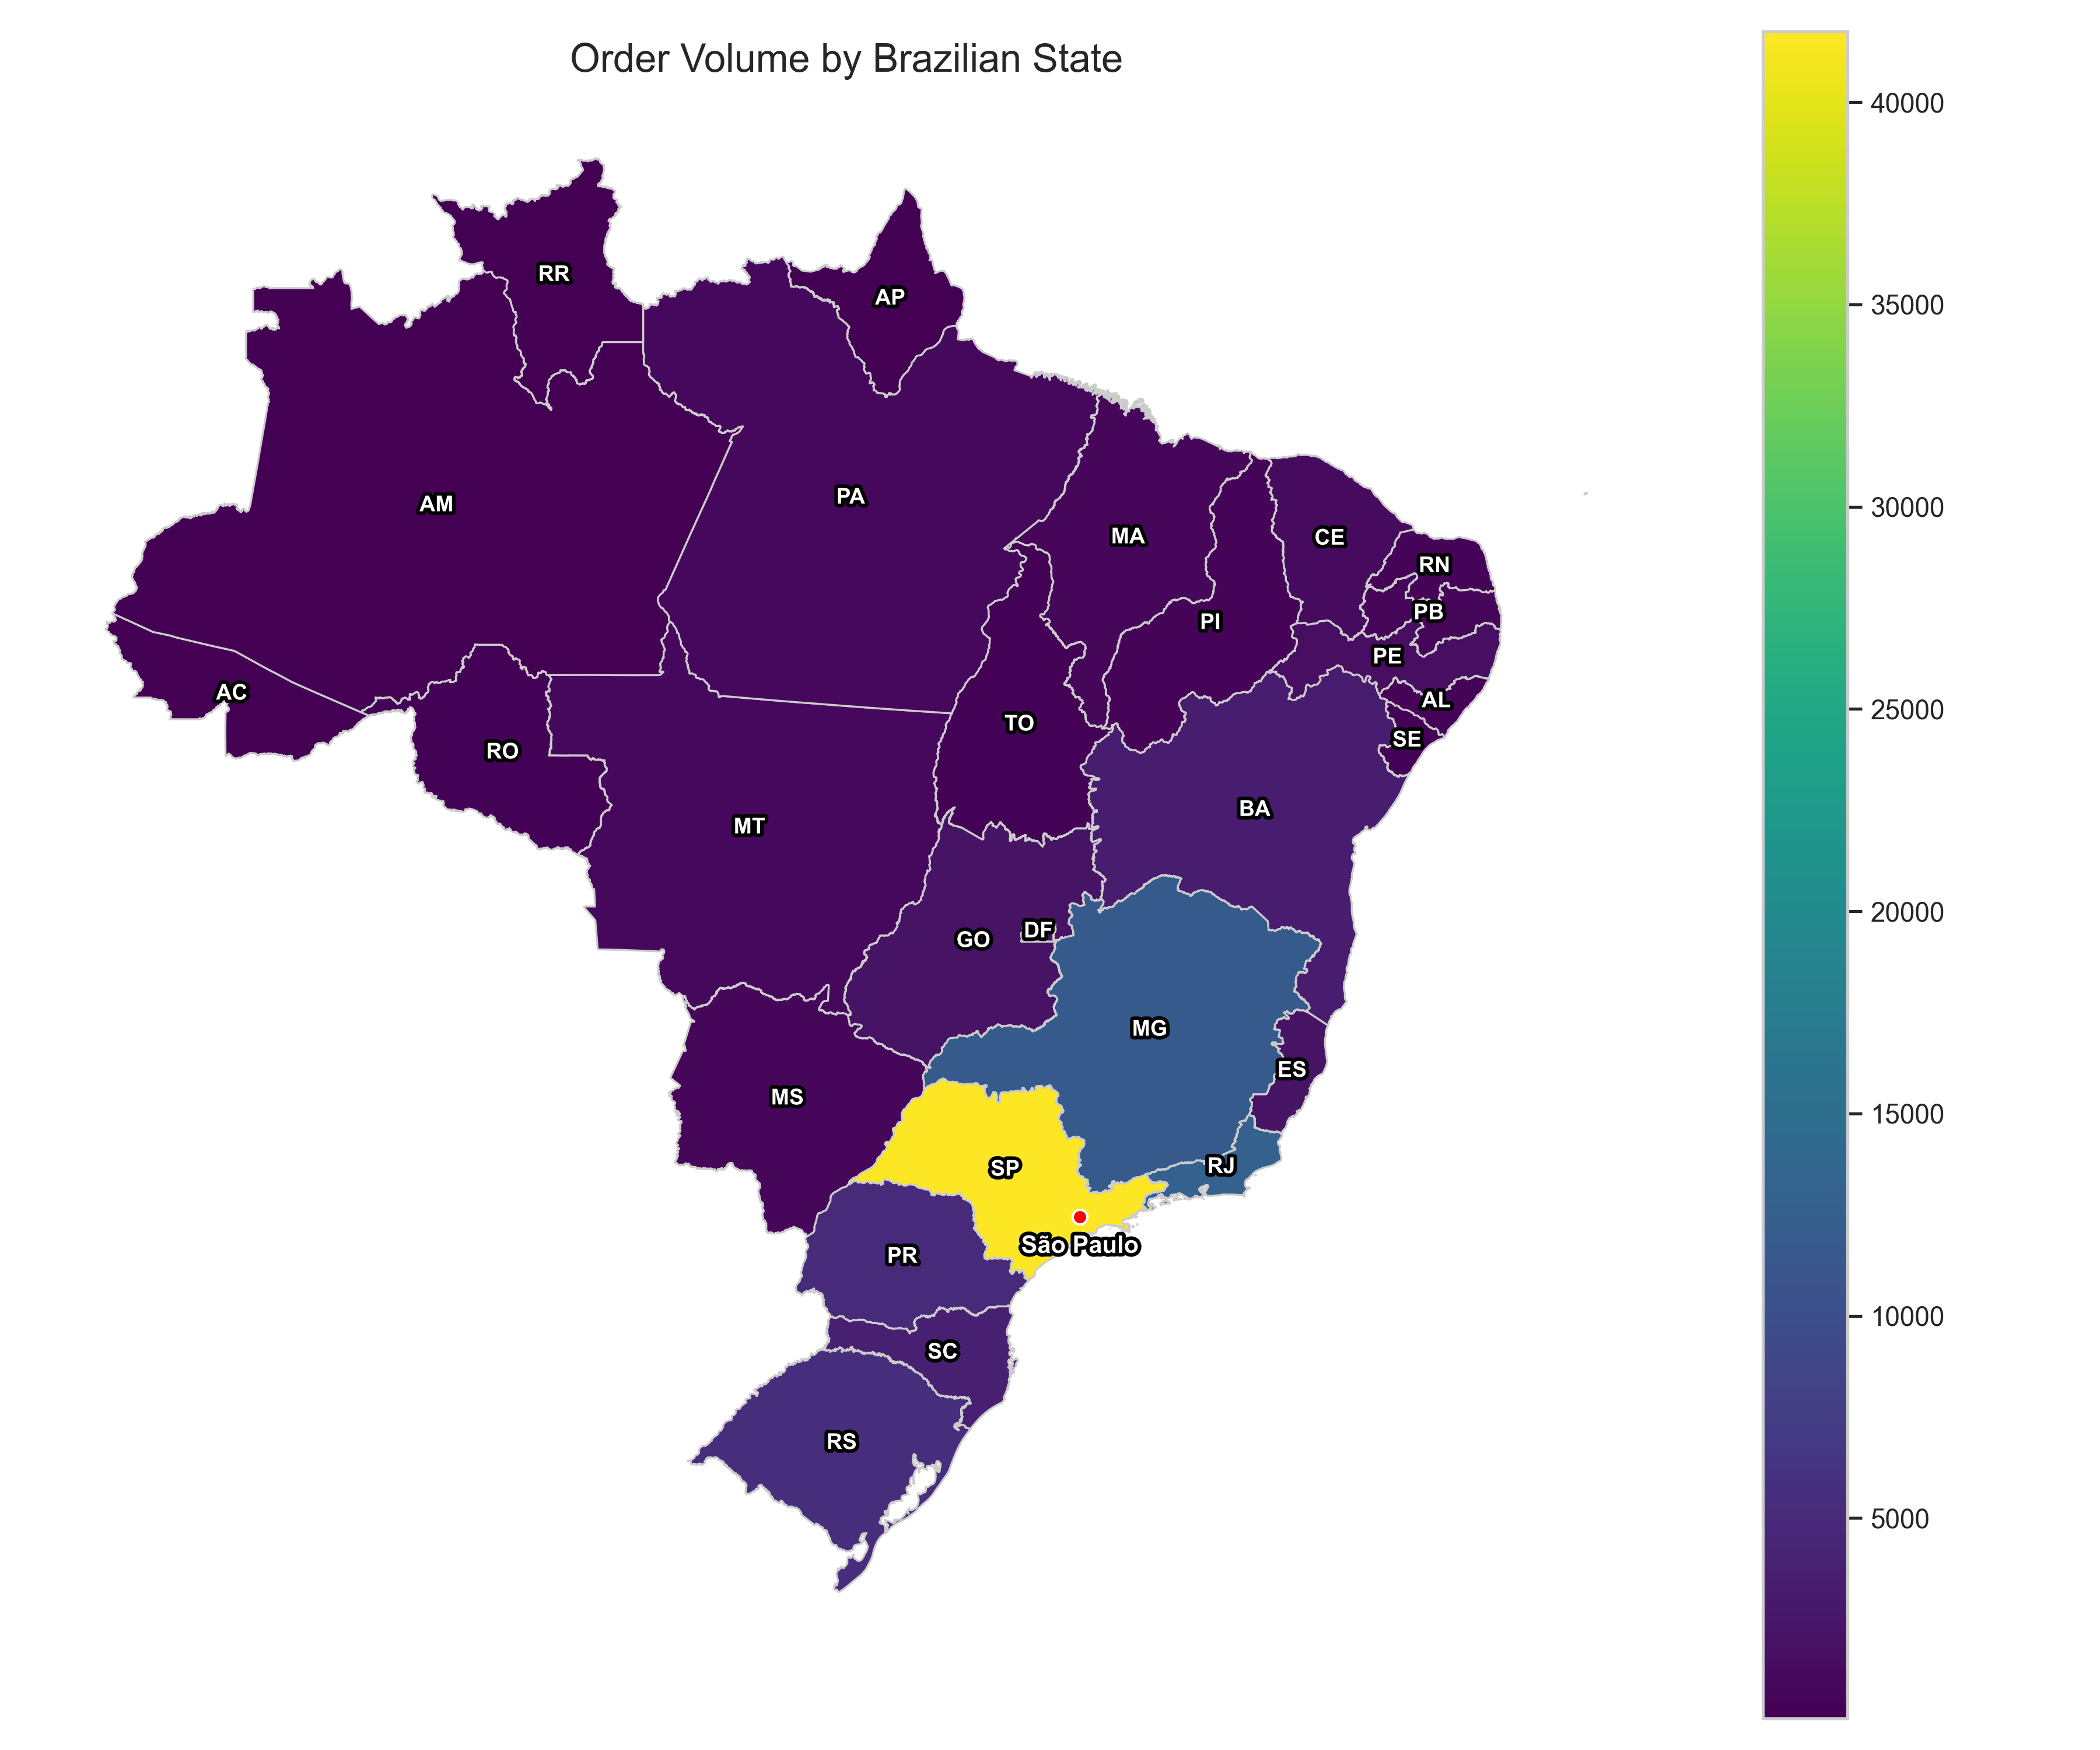 Order Volume by Brazilian State
RR
AP
AM
PA
MA
CE
RN
PB
PI
PE
AL
SE
AC
TO
RO
BA
MT
DF
GO
MG
ES
MS
RJ
SP
São Paulo
PR
SC
RS
40000
35000
30000
25000
20000
15000
10000
5000